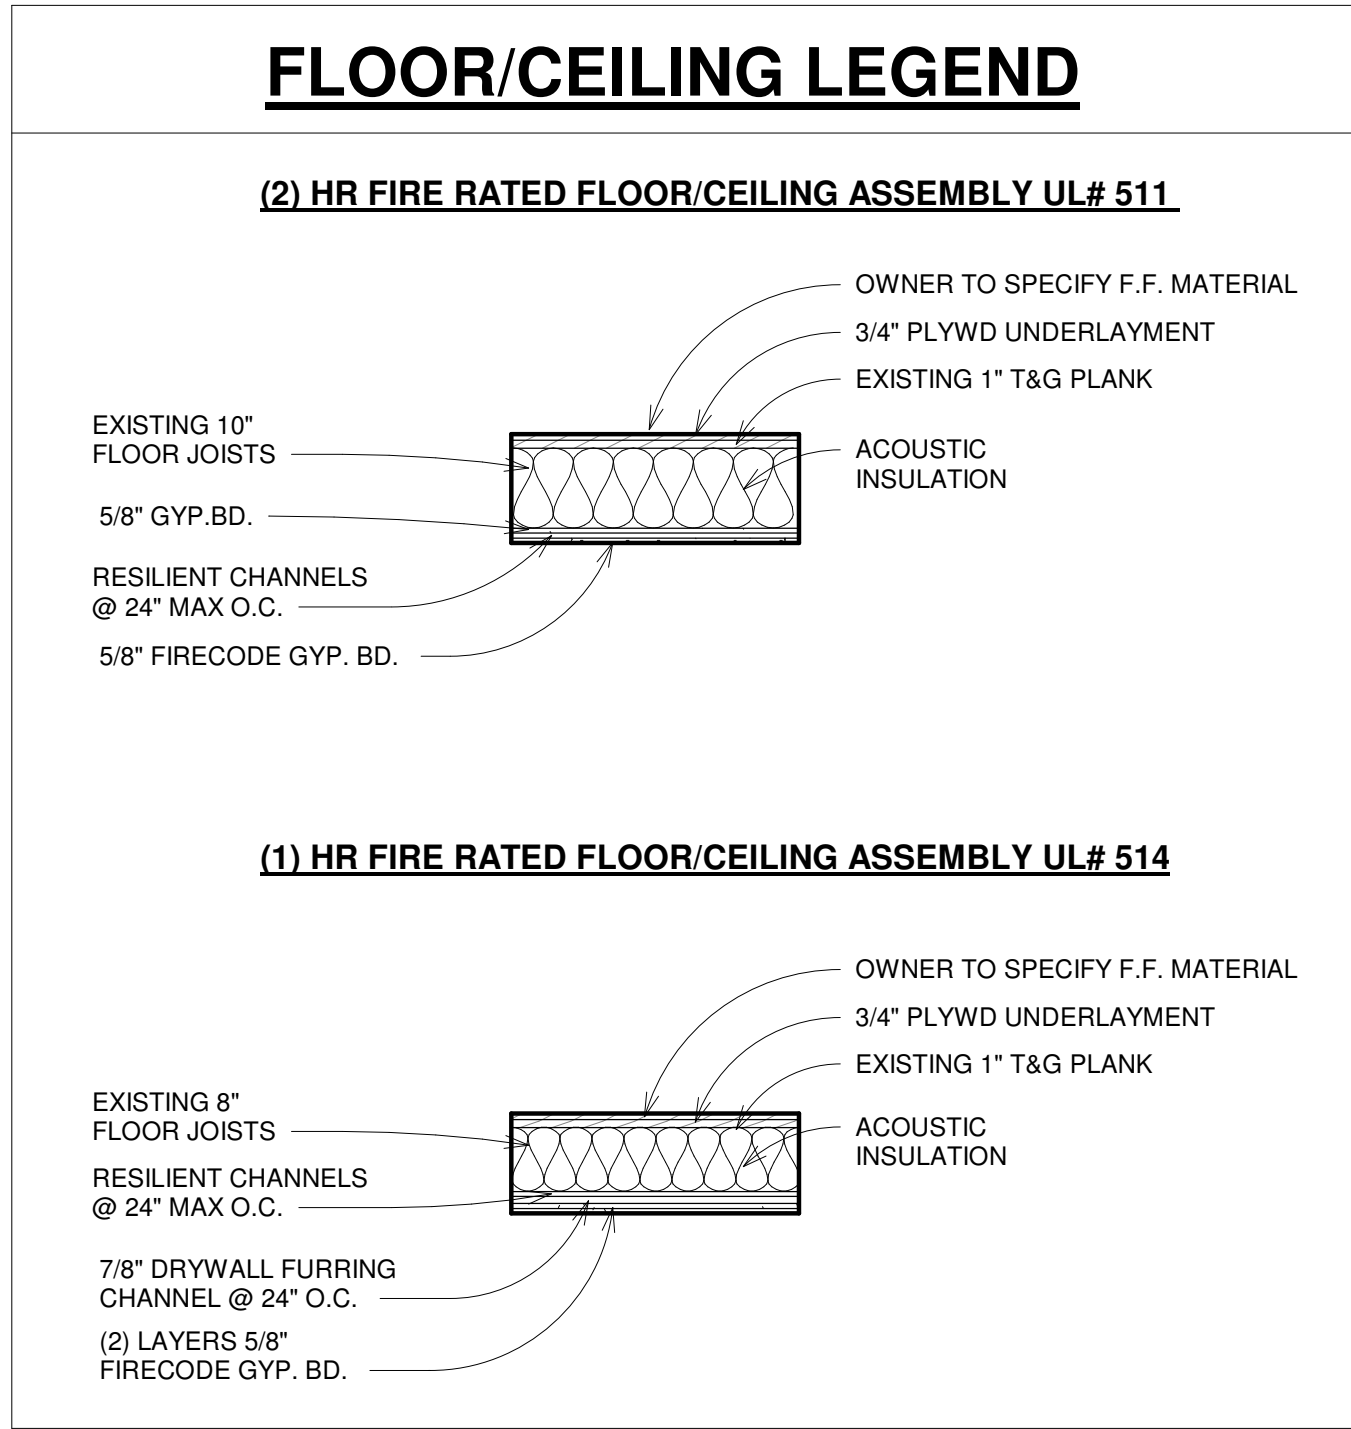 FLOOR/CEILING LEGEND
(2) HR FIRE RATED FLOOR/CEILING ASSEMBLY UL# 511
OWNER TO SPECIFY F.F. MATERIAL
3/4" PLYWD UNDERLAYMENT
EXISTING 1" T&G PLANK
ACOUSTIC
INSULATION
EXISTING 10"
FLOOR JOISTS
5/8" GYP.BD.
RESILIENT CHANNELS
@ 24" MAX O.C.
5/8" FIRECODE GYP. BD.
(1) HR FIRE RATED FLOOR/CEILING ASSEMBLY UL# 514
OWNER TO SPECIFY F.F. MATERIAL
3/4" PLYWD UNDERLAYMENT
EXISTING 1" T&G PLANK
ACOUSTIC
INSULATION
EXISTING 8"
FLOOR JOISTS
RESILIENT CHANNELS
@ 24" MAX O.C.
7/8" DRYWALL FURRING
CHANNEL @ 24" O.C.
(2) LAYERS 5/8"
FIRECODE GYP. BD.